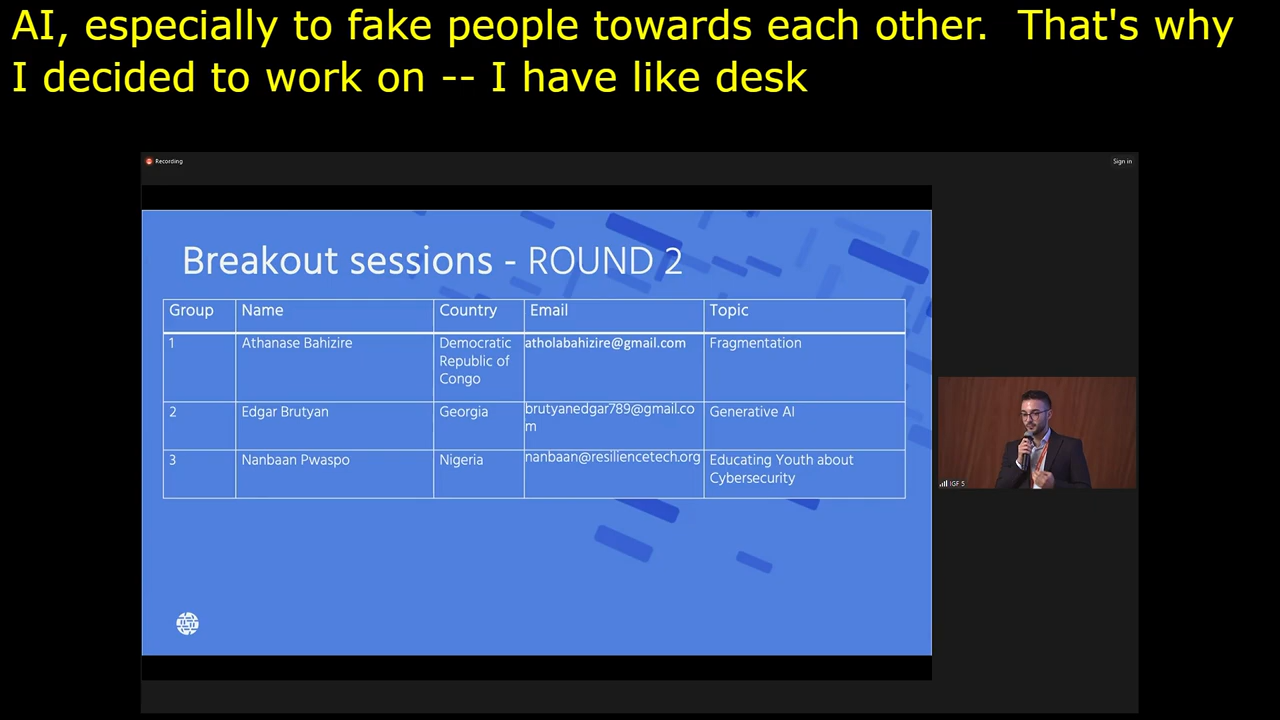 AI, especially to fake people towards each other.  That's why
I decided to work on -- I have like desk
Recording
Sign in
Breakout sessions - ROUND 2
Group Name Country Email Topic
1 Athanase Bahizire Democratic Republic of Congo atholabahizire@gmail.com Fragmentation
2 Edgar Brutyan Georgia brutyanedgar789@gmail.com Generative AI
3 Nanbaan Pwaspo Nigeria nanbaan@resiliencetech.org Educating Youth about Cybersecurity
IGF 5